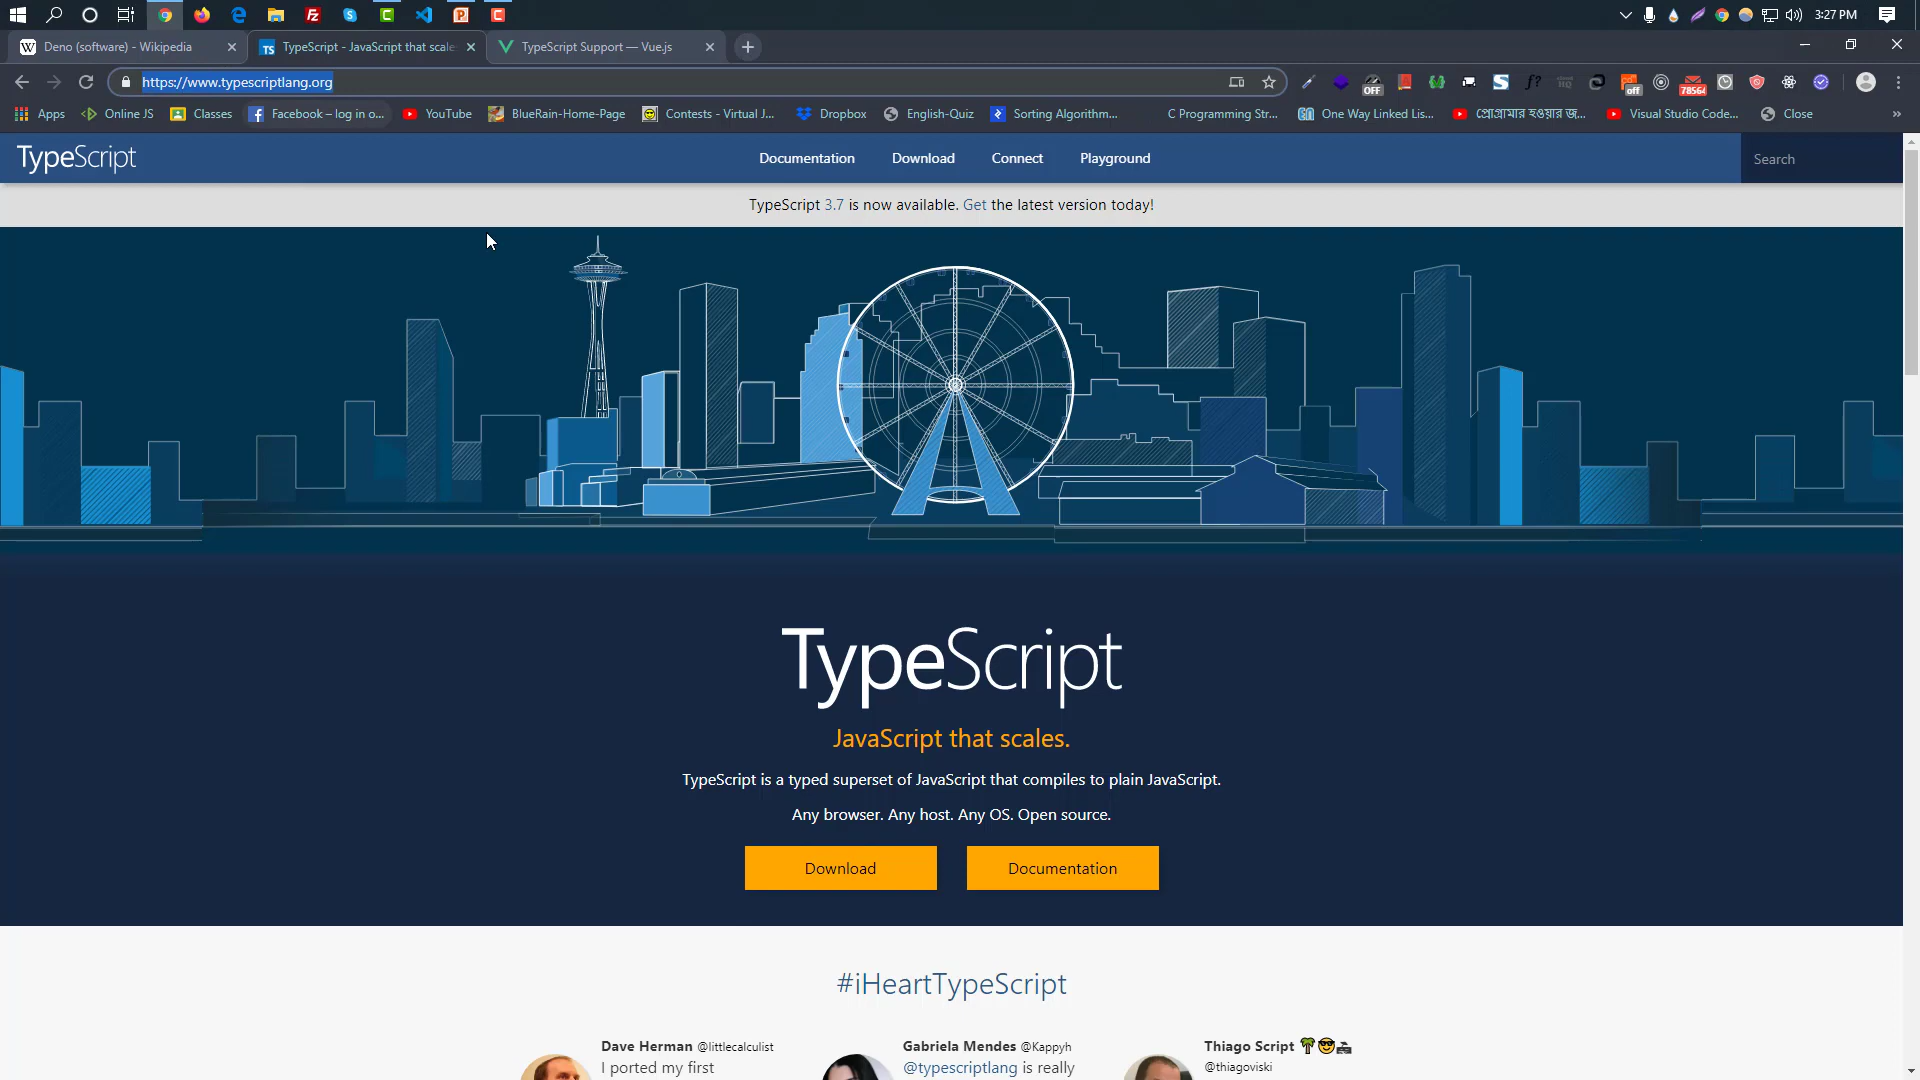 3:27 PM
Deno (software) - Wikipedia
TS TypeScript - JavaScript that scale
TypeScript Support — Vue.js
https://www.typescriptlang.org
OFF
off
7856
Apps
Online JS
Classes
Facebook – log in o...
YouTube
BlueRain-Home-Page
Contests - Virtual J...
Dropbox
English-Quiz
Sorting Algorithm...
C Programming Str...
One Way Linked Lis...
প্রোগ্রামার হওয়ার জ...
Visual Studio Code...
Close
TypeScript
Documentation
Download
Connect
Playground
Search
TypeScript 3.7 is now available. Get the latest version today!
TypeScript
JavaScript that scales.
TypeScript is a typed superset of JavaScript that compiles to plain JavaScript.
Any browser. Any host. Any OS. Open source.
Download
Documentation
#iHeartTypeScript
Dave Herman @littlecalculist
I ported my first
Gabriela Mendes @Kappyh
@typescriptlang is really
Thiago Script 🌴😎🏊
@thiagoviski